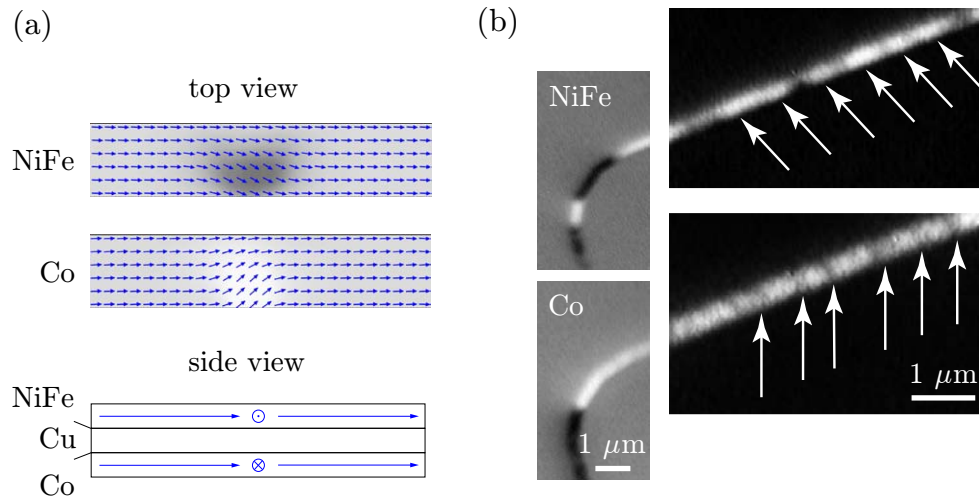 (a)
top view
NiFe
Co
side view
NiFe
Cu
Co
(b)
NiFe
Co
1 μm
1 μm